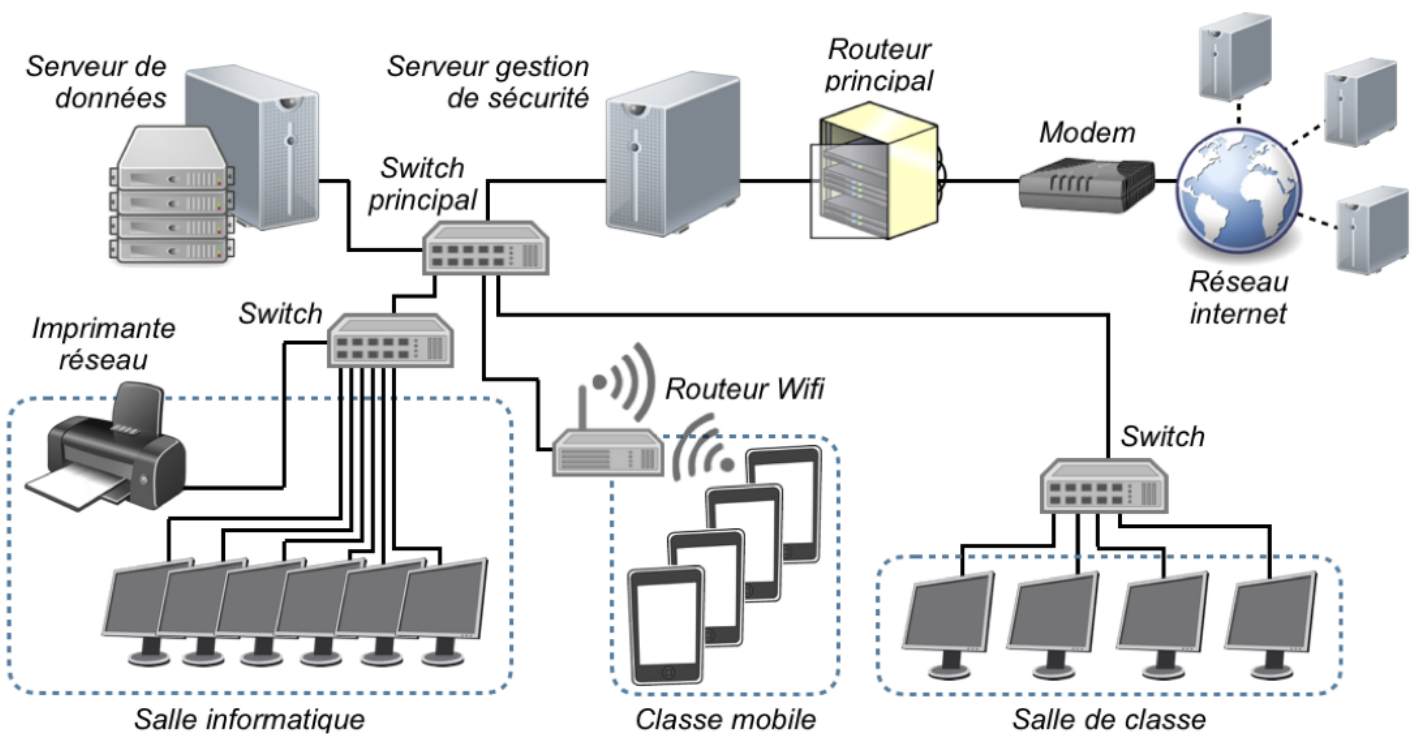 Serveur de
données
Serveur gestion
de sécurité
Routeur
principal
Modem
Switch
principal
Réseau
internet
Imprimante
réseau
Switch
Routeur Wifi
Switch
Salle informatique
Classe mobile
Salle de classe